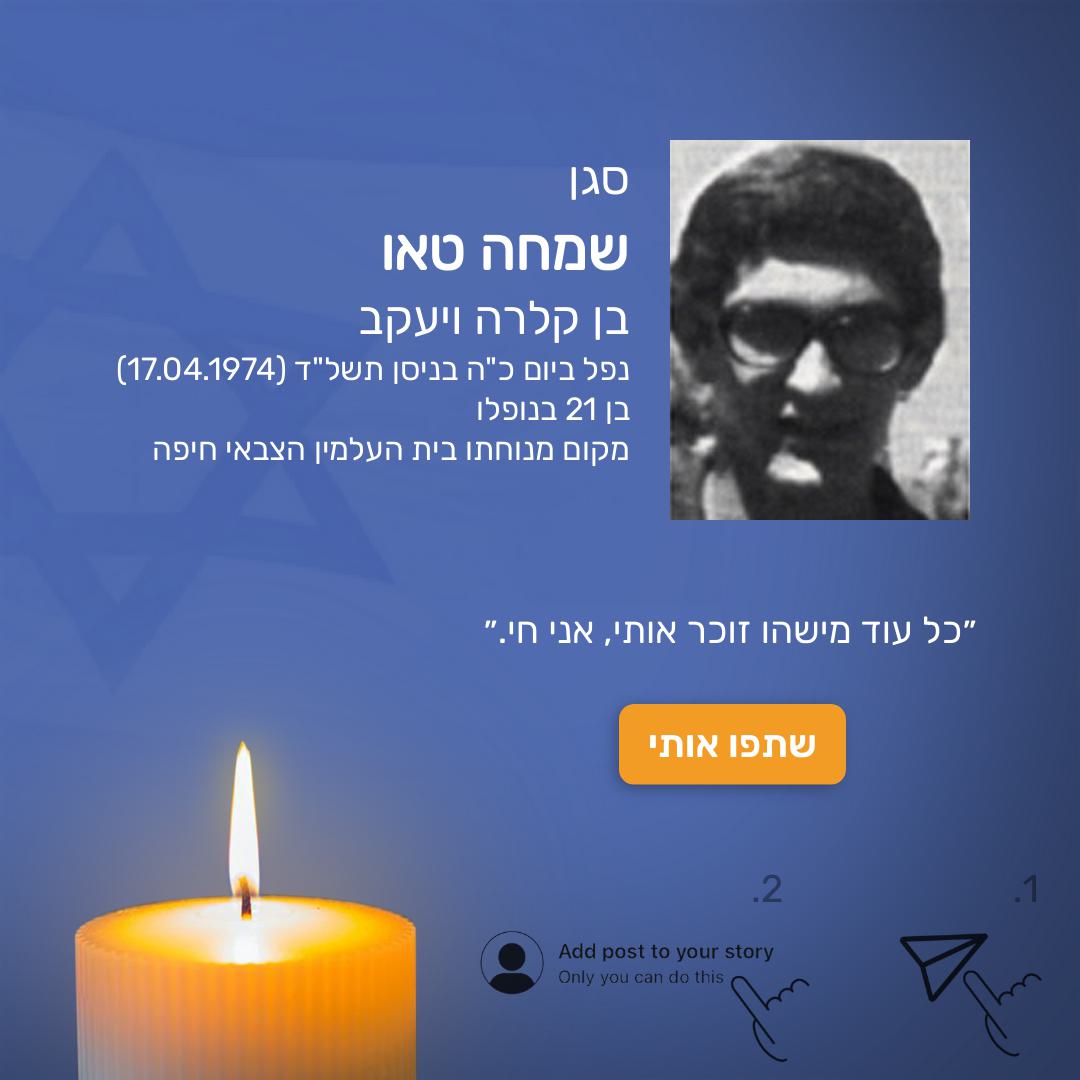 סגן
שמחה טאו
בן קלרה ויעקב
נפל ביום כ"ה בניסן תשל"ד (17.04.1974)
בן 21 בנופלו
מקום מנוחתו בית העלמין הצבאי חיפה
״כל עוד מישהו זוכר אותי, אני חי.״
שתפו אותי
.1
.2
Add post to your story
Only you can do this